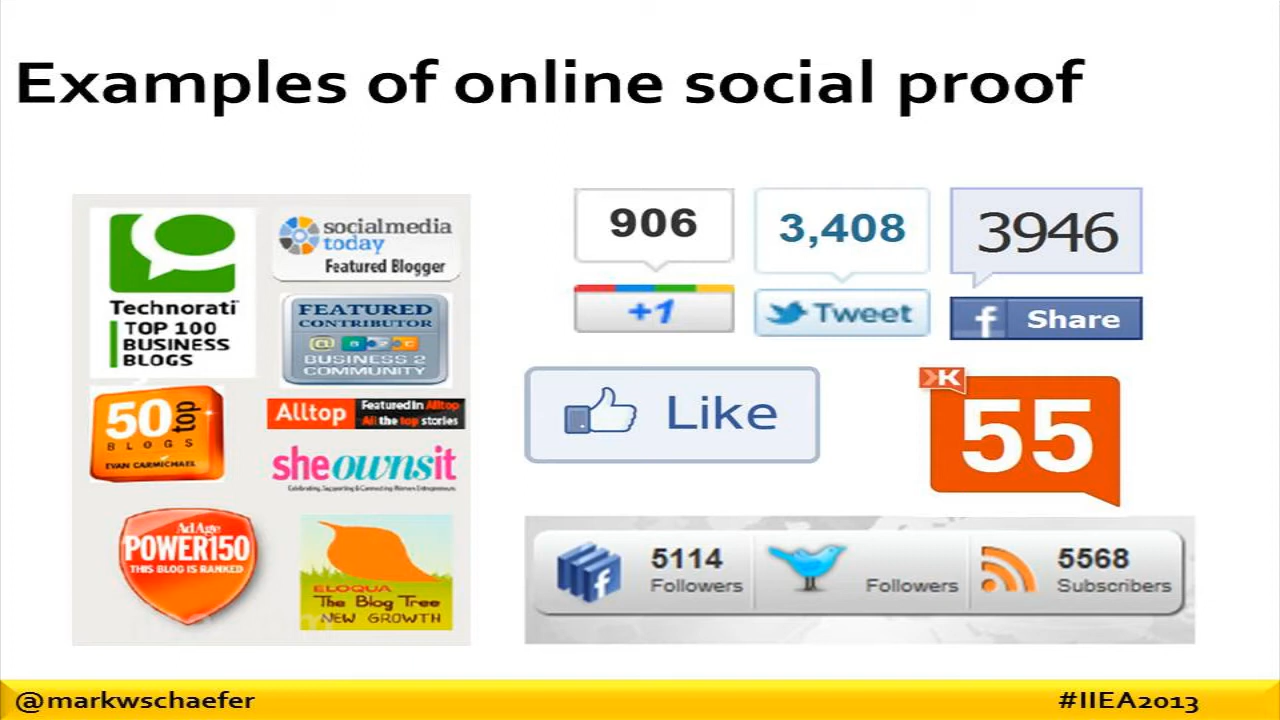 Examples of online social proof
Technorati
TOP 100
BUSINESS
BLOGS
socialmedia
today
Featured Blogger
FEATURED
CONTRIBUTOR
@ B 2 C
BUSINESS 2
COMMUNITY
50 top
BLOGS
EVAN CARMICHAEL
Alltop
Featured in Alltop
All the top stories
sheownsit
Celebrating, Supporting & Connecting Women Entrepreneurs
AdAge
POWER150
THIS BLOG IS RANKED
ELOQUA
The Blog Tree
NEW GROWTH
906
+1
3,408
Tweet
3946
f Share
Like
K
55
f
5114
Followers
Followers
5568
Subscribers
@markwschaefer
#IIEA2013